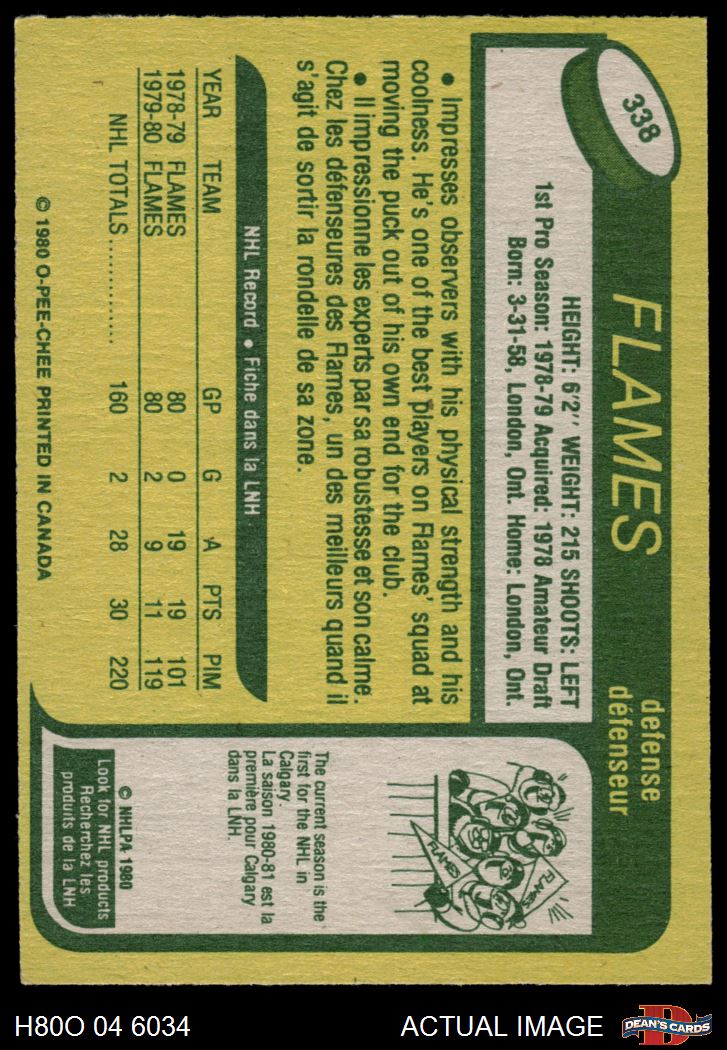 338
FLAMES
defense
défenseur
HEIGHT: 6'2" WEIGHT: 215 SHOOTS: LEFT
1st Pro Season: 1978-79 Acquired: 1978 Amateur Draft
Born: 3-31-58, London, Ont. Home: London, Ont.
• Impresses observers with his physical strength and his
coolness. He's one of the best players on Flames' squad at
moving the puck out of his own end for the club.
• Il impressionne les experts par sa robustesse et son calme.
Chez les défenseures des Flames, un des meilleurs quand il
s'agit de sortir la rondelle de sa zone.
NHL Record • Fiche dans la LNH
YEAR TEAM GP G A PTS PIM
1978-79 FLAMES 80 0 19 19 101
1979-80 FLAMES 80 2 9 11 119
NHL TOTALS............. 160 2 28 30 220
© 1980 O-PEE-CHEE PRINTED IN CANADA
FLAMES
FLAMES
The current season is the
first for the NHL in
Calgary.
La saison 1980-81 est la
première pour Calgary
dans la LNH.
© NHLPA 1980
Look for NHL products
Recherchez les
produits de la LNH
H80O 04 6034
ACTUAL IMAGE
D
DEAN'S CARDS